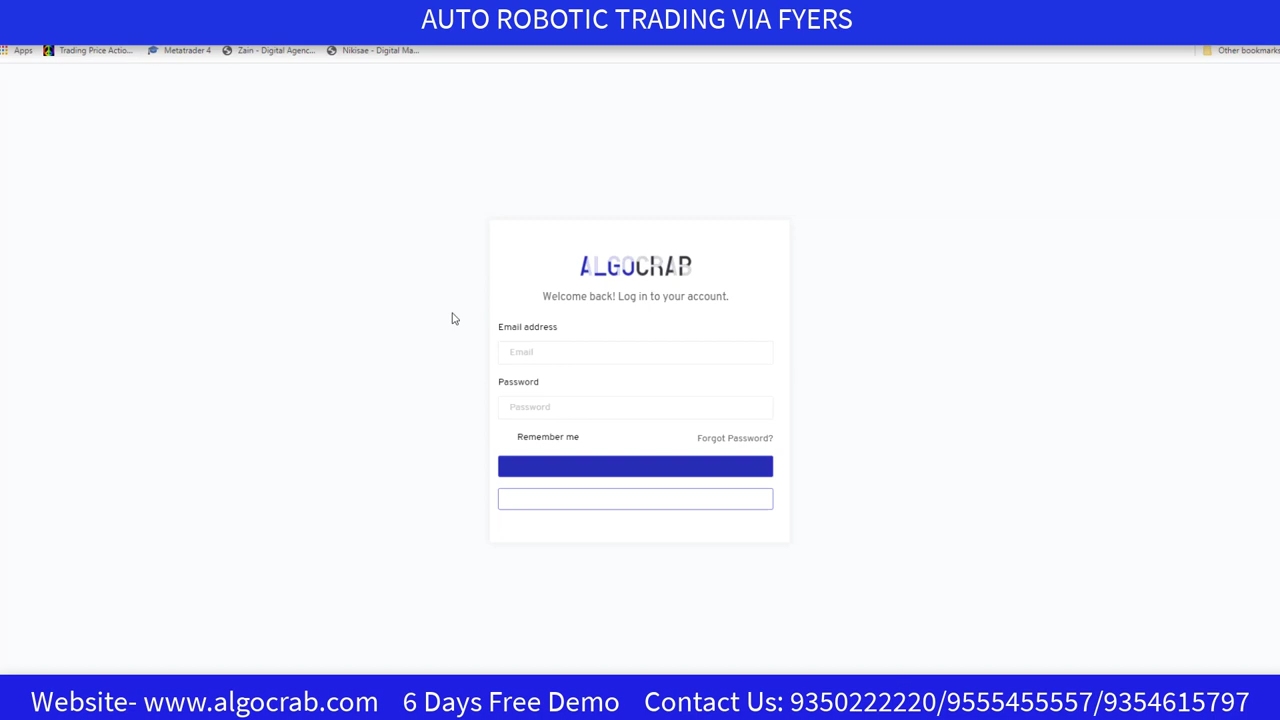 AUTO ROBOTIC TRADING VIA FYERS
Apps Trading Price Actio... Metatrader 4 Zain - Digital Agenc... Nikisae - Digital Ma... Other bookmarks
ALGOCRAB
Welcome back! Log in to your account.
Email address
Email
Password
Password
Remember me Forgot Password?
Website- www.algocrab.com 6 Days Free Demo Contact Us: 9350222220/9555455557/9354615797